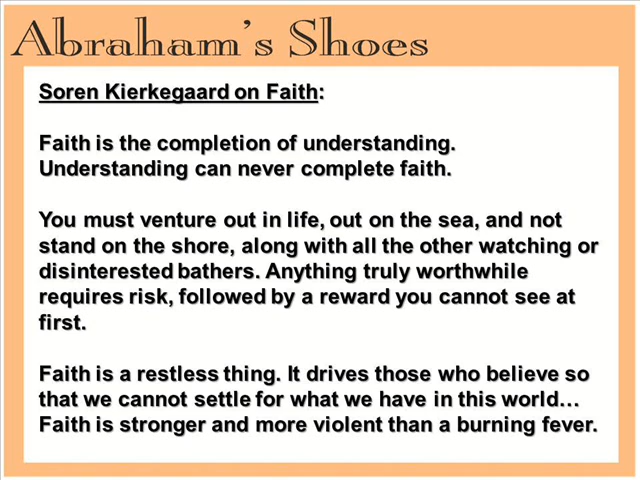 Abraham's Shoes
Soren Kierkegaard on Faith:
Faith is the completion of understanding.
Understanding can never complete faith.
You must venture out in life, out on the sea, and not
stand on the shore, along with all the other watching or
disinterested bathers. Anything truly worthwhile
requires risk, followed by a reward you cannot see at
first.
Faith is a restless thing. It drives those who believe so
that we cannot settle for what we have in this world…
Faith is stronger and more violent than a burning fever.